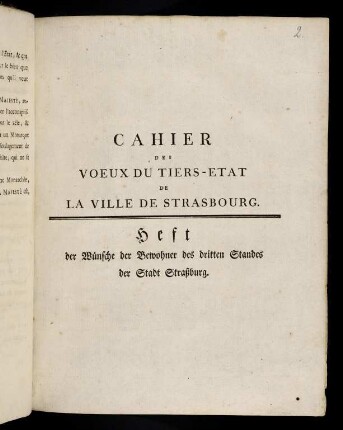 2
CAHIER
DES
VOEUX DU TIERS-ETAT
DE
LA VILLE DE STRASBOURG.
Heft
der Wünsche der Bewohner des dritten Standes
der Stadt Straßburg.